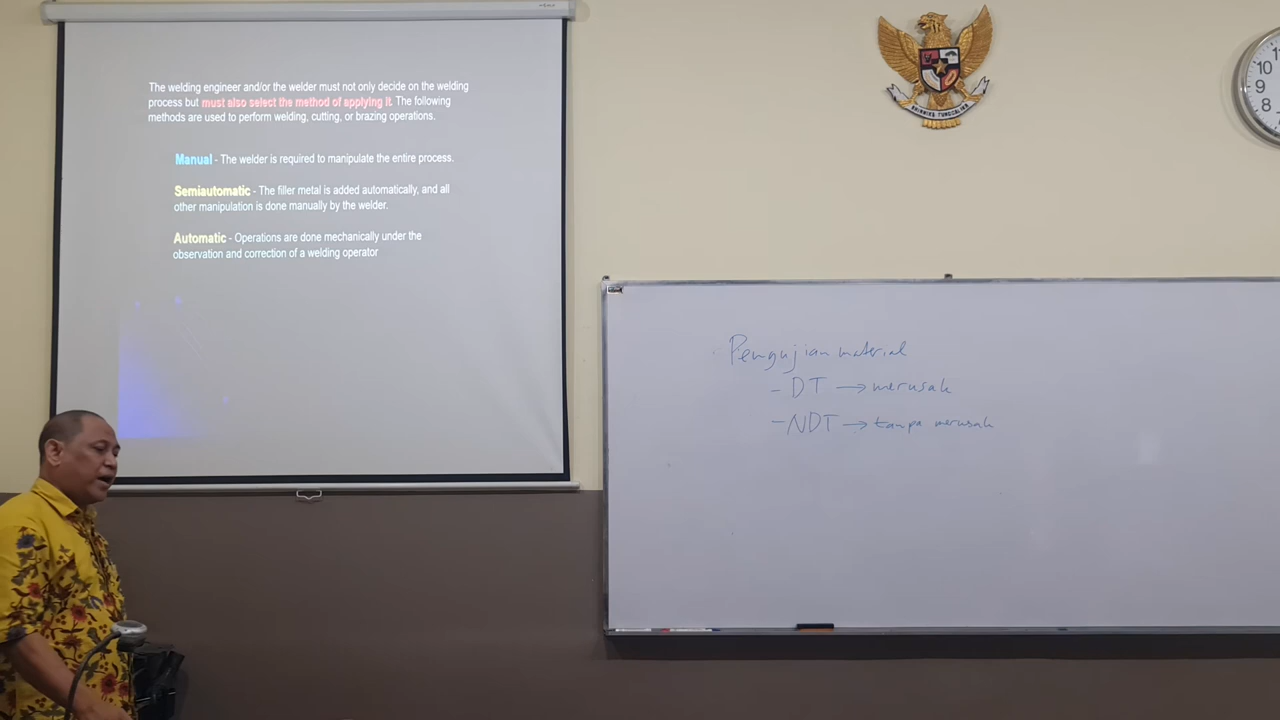 The welding engineer and/or the welder must not only decide on the welding
process but must also select the method of applying it. The following
methods are used to perform welding, cutting, or brazing operations.
Manual - The welder is required to manipulate the entire process.
Semiautomatic - The filler metal is added automatically, and all
other manipulation is done manually by the welder.
Automatic - Operations are done mechanically under the
observation and correction of a welding operator
BHINNEKA TUNGGAL IKA
11
10
9
8
Pengujian material
- DT → merusak
- NDT → tanpa merusak